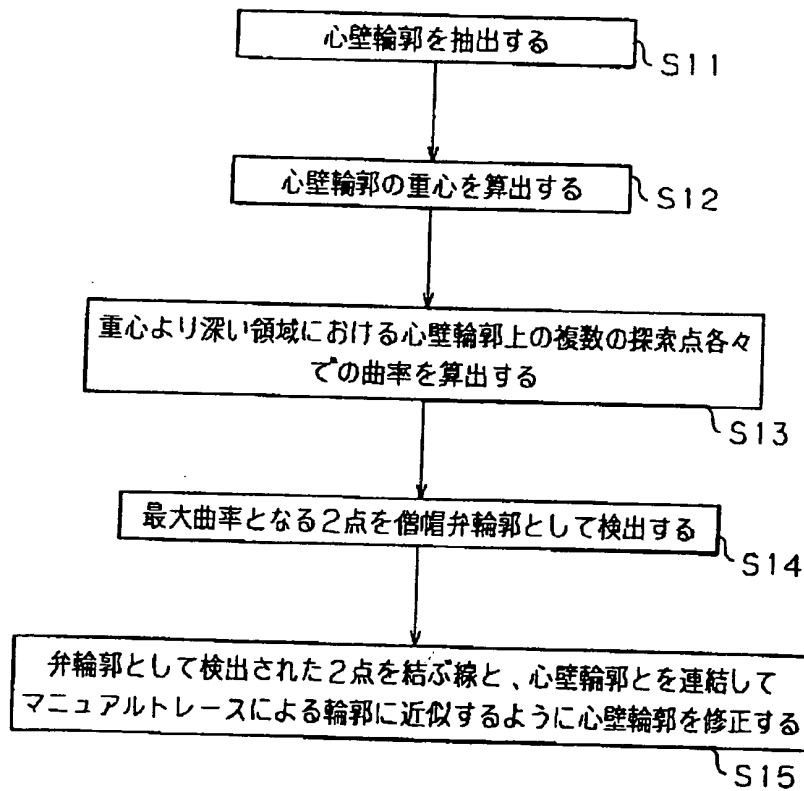 心壁輪郭を抽出する
S11
心壁輪郭の重心を算出する
S12
重心より深い領域における心壁輪郭上の複数の探索点各々
での曲率を算出する
S13
最大曲率となる2点を僧帽弁輪郭として検出する
S14
弁輪郭として検出された2点を結ぶ線と、心壁輪郭とを連結して
マニュアルトレースによる輪郭に近似するように心壁輪郭を修正する
S15